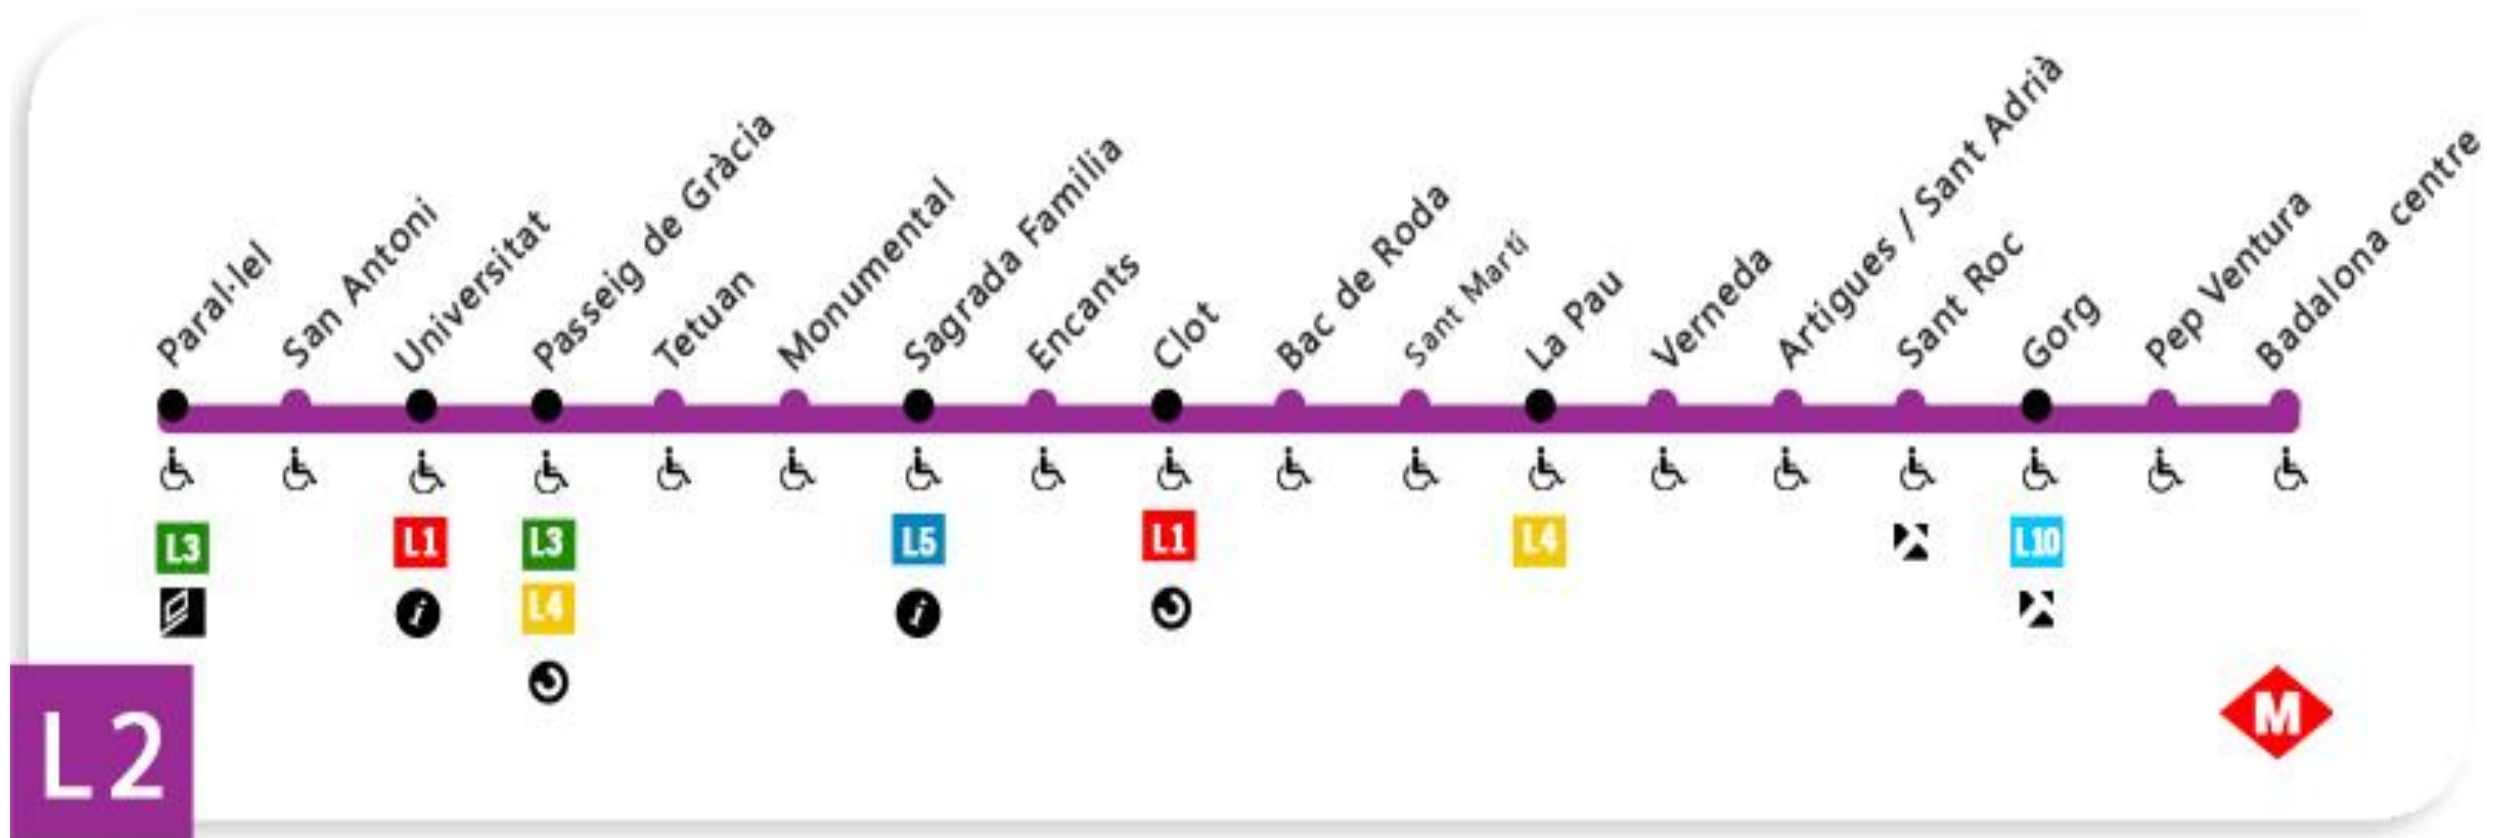 Paral·lel
San Antoni
Universitat
Passeig de Gràcia
Tetuan
Monumental
Sagrada Familia
Encants
Clot
Bac de Roda
Sant Martí
La Pau
Verneda
Artigues / Sant Adrià
Sant Roc
Gorg
Pep Ventura
Badalona centre
L3
L1
L3
L5
L1
L4
L10
i
L4
i
L2
M